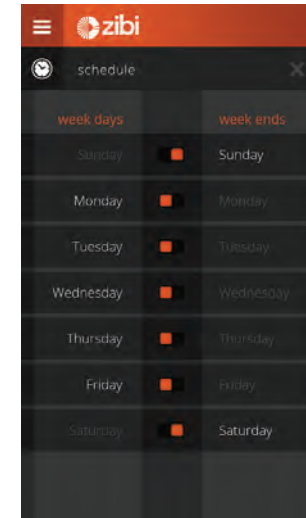 zibi
schedule
week days week ends
Sunday Sunday
Monday Monday
Tuesday Tuesday
Wednesday Wednesday
Thursday Thursday
Friday Friday
Saturday Saturday